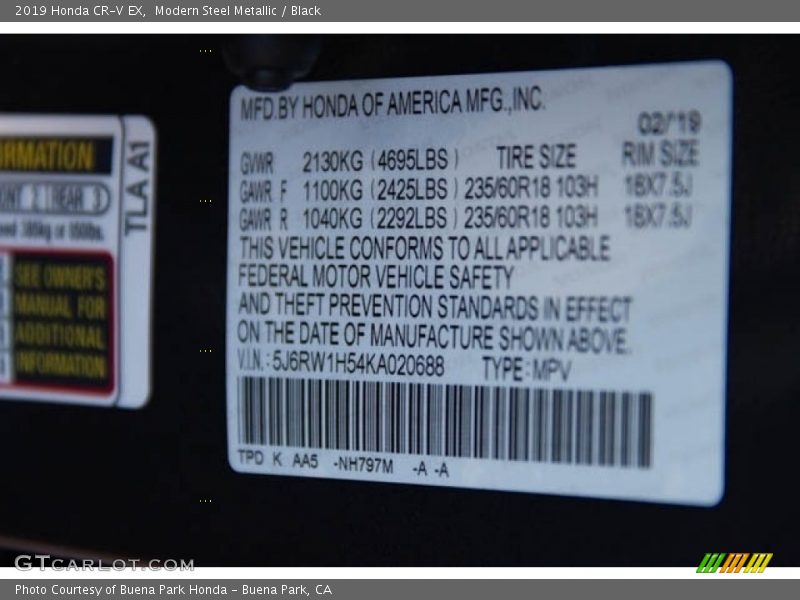 2019 Honda CR-V EX,  Modern Steel Metallic / Black
RMATION
TLA A1
SEE OWNER'S
MANUAL FOR
ADDITIONAL
INFORMATION
MFD.BY HONDA OF AMERICA MFG.,INC.
02/'19
GVWR 2130KG (4695LBS) TIRE SIZE RIM SIZE
GAWR F 1100KG (2425LBS) 235/60R18 103H 18X7.5J
GAWR R 1040KG (2292LBS) 235/60R18 103H 18X7.5J
THIS VEHICLE CONFORMS TO ALL APPLICABLE
FEDERAL MOTOR VEHICLE SAFETY
AND THEFT PREVENTION STANDARDS IN EFFECT
ON THE DATE OF MANUFACTURE SHOWN ABOVE.
V.I.N.: 5J6RW1H54KA020688 TYPE: MPV
TPD K AA5 -NH797M -A -A
GTCARLOT.COM
Photo Courtesy of Buena Park Honda - Buena Park, CA